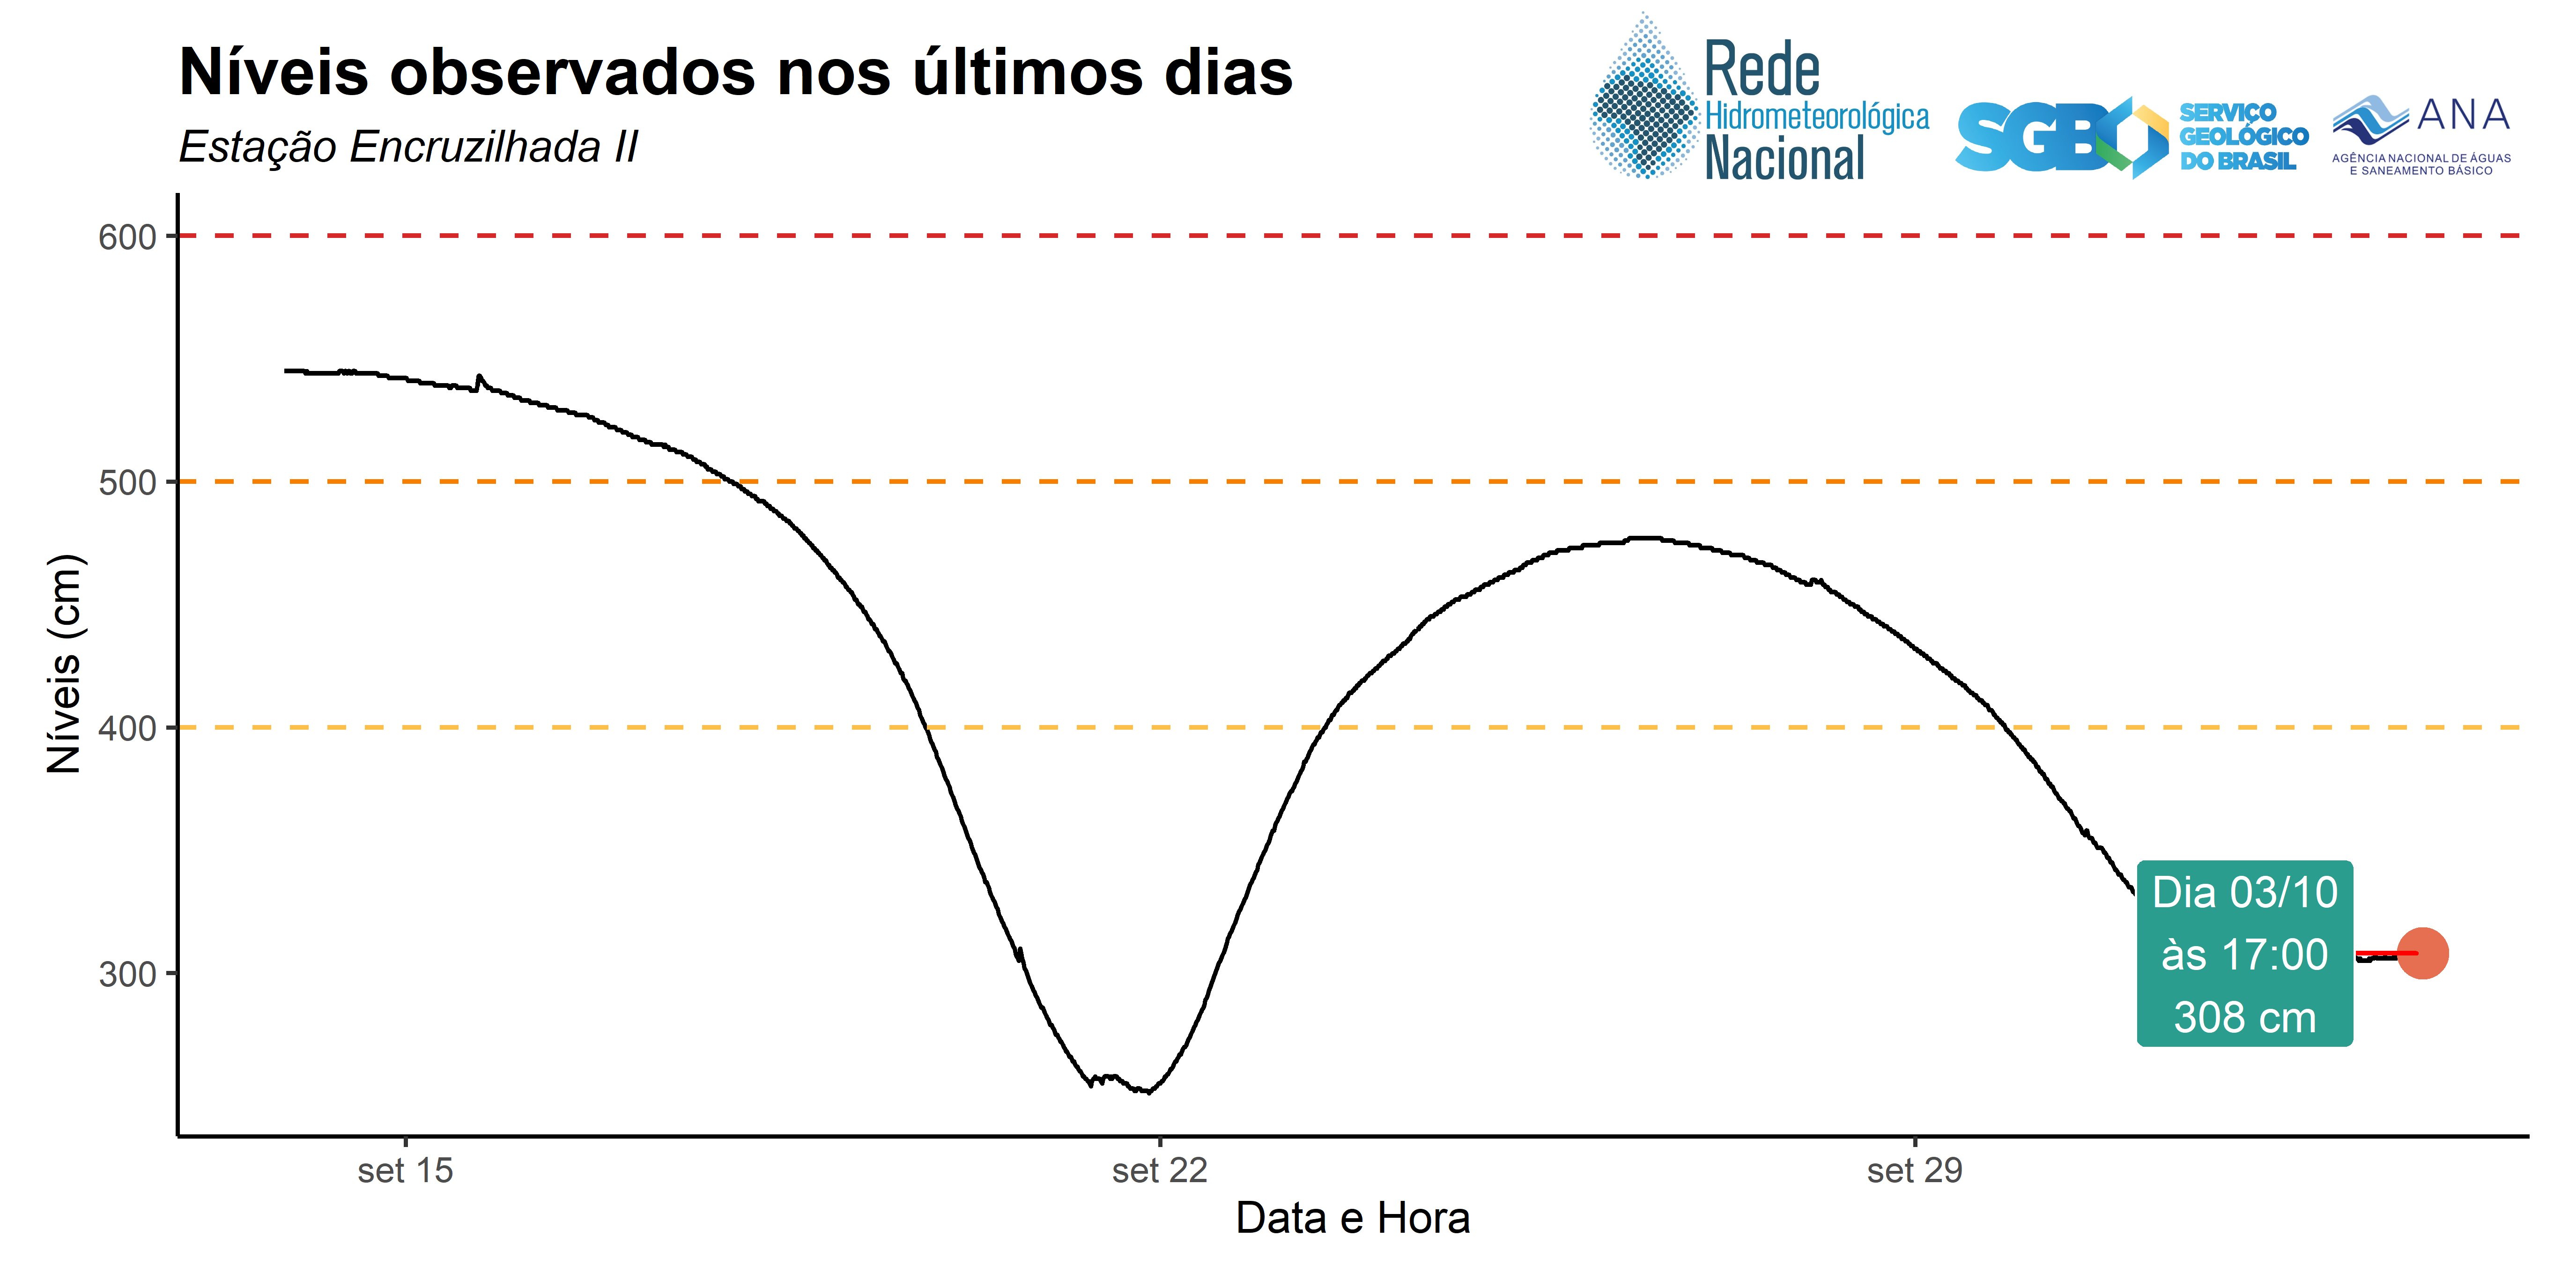 Níveis observados nos últimos dias
Estação Encruzilhada II
Rede
Hidrometeorológica
Nacional
SGB
SERVIÇO
GEOLÓGICO
DO BRASIL
ANA
AGÊNCIA NACIONAL DE ÁGUAS
E SANEAMENTO BÁSICO
Níveis (cm)
600
500
400
300
Dia 03/10
às 17:00
308 cm
set 15
set 22
set 29
Data e Hora